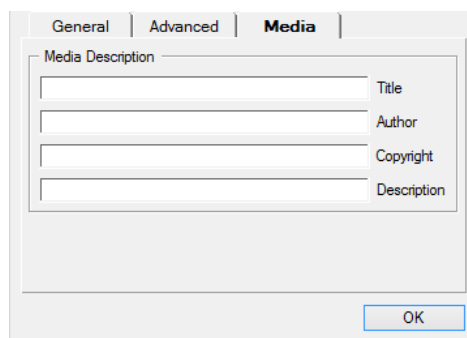 General Advanced Media
Media Description
Title
Author
Copyright
Description
OK